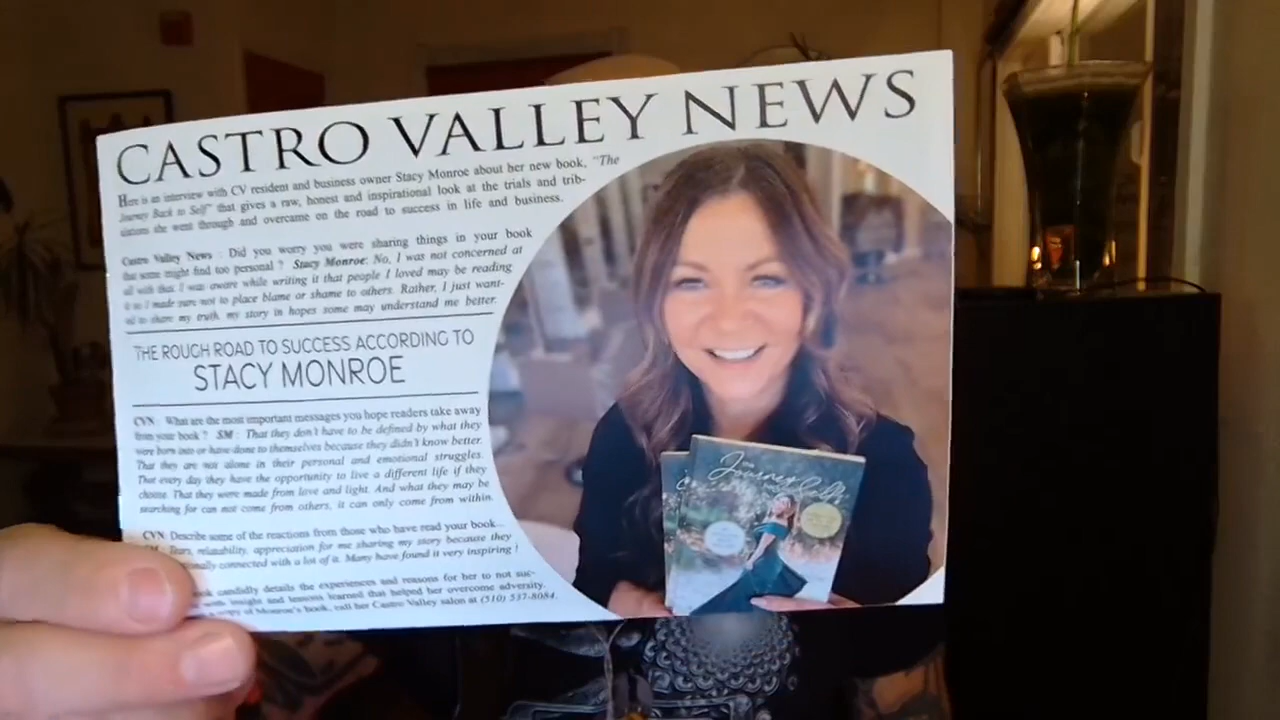 CASTRO VALLEY NEWS
Here is an interview with CV resident and business owner Stacy Monroe about her new book, "The
Journey Back to Self" that gives a raw, honest and inspirational look at the trials and trib-
ulations she went through and overcame on the road to success in life and business.
Castro Valley News : Did you worry you were sharing things in your book
that some might find too personal ? Stacy Monroe: No, I was not concerned at
all with that. I was aware while writing it that people I loved may be reading
it so I made sure not to place blame or shame to others. Rather, I just want-
ed to share my truth, my story in hopes some may understand me better.
THE ROUGH ROAD TO SUCCESS ACCORDING TO
STACY MONROE
CVN : What are the most important messages you hope readers take away
from your book ? SM : That they don't have to be defined by what they
were born into or have done to themselves because they didn't know better.
That they are not alone in their personal and emotional struggles.
That every day they have the opportunity to live a different life if they
choose. That they were made from love and light. And what they may be
searching for can not come from others, it can only come from within.
CVN Describe some of the reactions from those who have read your book...
Tears, relatability, appreciation for me sharing my story because they
connected with a lot of it. Many have found it very inspiring !
candidly details the experiences and reasons for her to not suc-
with insight and lessons learned that helped her overcome adversity.
copy of Monroe's book, call her Castro Valley salon at (510) 537-8084.
Journey
Self